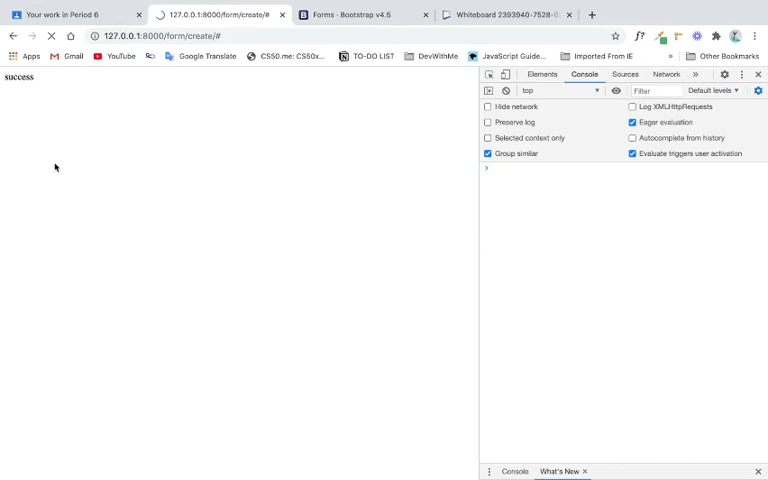 Your work in Period 6
127.0.0.1:8000/form/create/#
Forms - Bootstrap v4.5
Whiteboard 2393940-7528-0
127.0.0.1:8000/form/create/#
Apps
Gmail
YouTube
Google Translate
CS50.me: CS50x...
TO-DO LIST
DevWithMe
JavaScript Guide...
Imported From IE
»
Other Bookmarks
success
Elements
Console
Sources
Network
»
top
Filter
Default levels
Hide network
Log XMLHttpRequests
Preserve log
Eager evaluation
Selected context only
Autocomplete from history
Group similar
Evaluate triggers user activation
Console
What's New